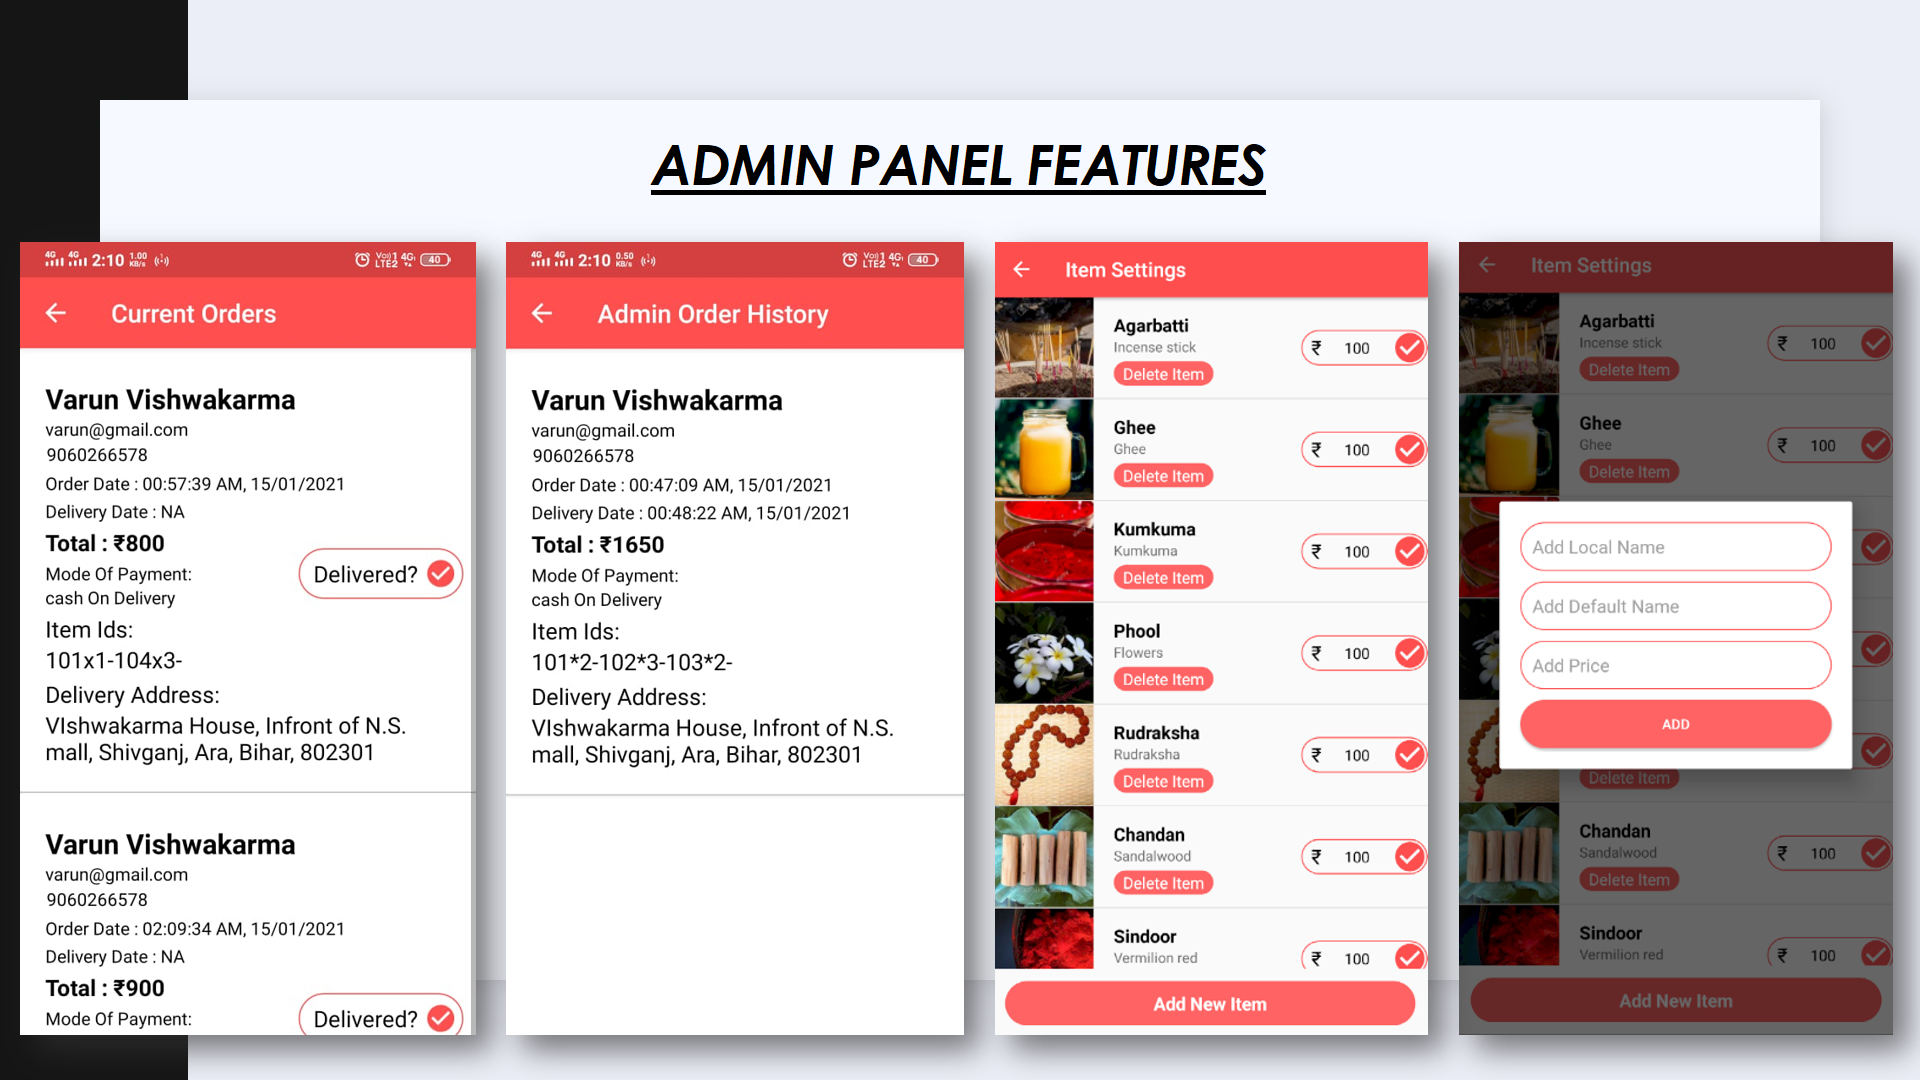 ADMIN PANEL FEATURES
4G 4G 2:10 1.00 KB/s Vo)) 1 LTE2 4G 40
Current Orders
Varun Vishwakarma
varun@gmail.com
9060266578
Order Date : 00:57:39 AM, 15/01/2021
Delivery Date : NA
Total : ₹800
Mode Of Payment:
cash On Delivery
Delivered?
Item Ids:
101x1-104x3-
Delivery Address:
VIshwakarma House, Infront of N.S.
mall, Shivganj, Ara, Bihar, 802301
Varun Vishwakarma
varun@gmail.com
9060266578
Order Date : 02:09:34 AM, 15/01/2021
Delivery Date : NA
Total : ₹900
Mode Of Payment:
Delivered?
4G 4G 2:10 0.50 KB/s Vo)) 1 LTE2 4G 40
Admin Order History
Varun Vishwakarma
varun@gmail.com
9060266578
Order Date : 00:47:09 AM, 15/01/2021
Delivery Date : 00:48:22 AM, 15/01/2021
Total : ₹1650
Mode Of Payment:
cash On Delivery
Item Ids:
101*2-102*3-103*2-
Delivery Address:
VIshwakarma House, Infront of N.S.
mall, Shivganj, Ara, Bihar, 802301
Item Settings
Agarbatti
Incense stick
Delete Item
₹ 100
Ghee
Ghee
Delete Item
₹ 100
Kumkuma
Kumkuma
Delete Item
₹ 100
Phool
Flowers
Delete Item
₹ 100
Rudraksha
Rudraksha
Delete Item
₹ 100
Chandan
Sandalwood
Delete Item
₹ 100
Sindoor
Vermilion red
₹ 100
Add New Item
Item Settings
Agarbatti
Incense stick
Delete Item
₹ 100
Ghee
Ghee
Delete Item
₹ 100
Add Local Name
Add Default Name
Add Price
ADD
Delete Item
Chandan
Sandalwood
Delete Item
₹ 100
Sindoor
Vermilion red
₹ 100
Add New Item